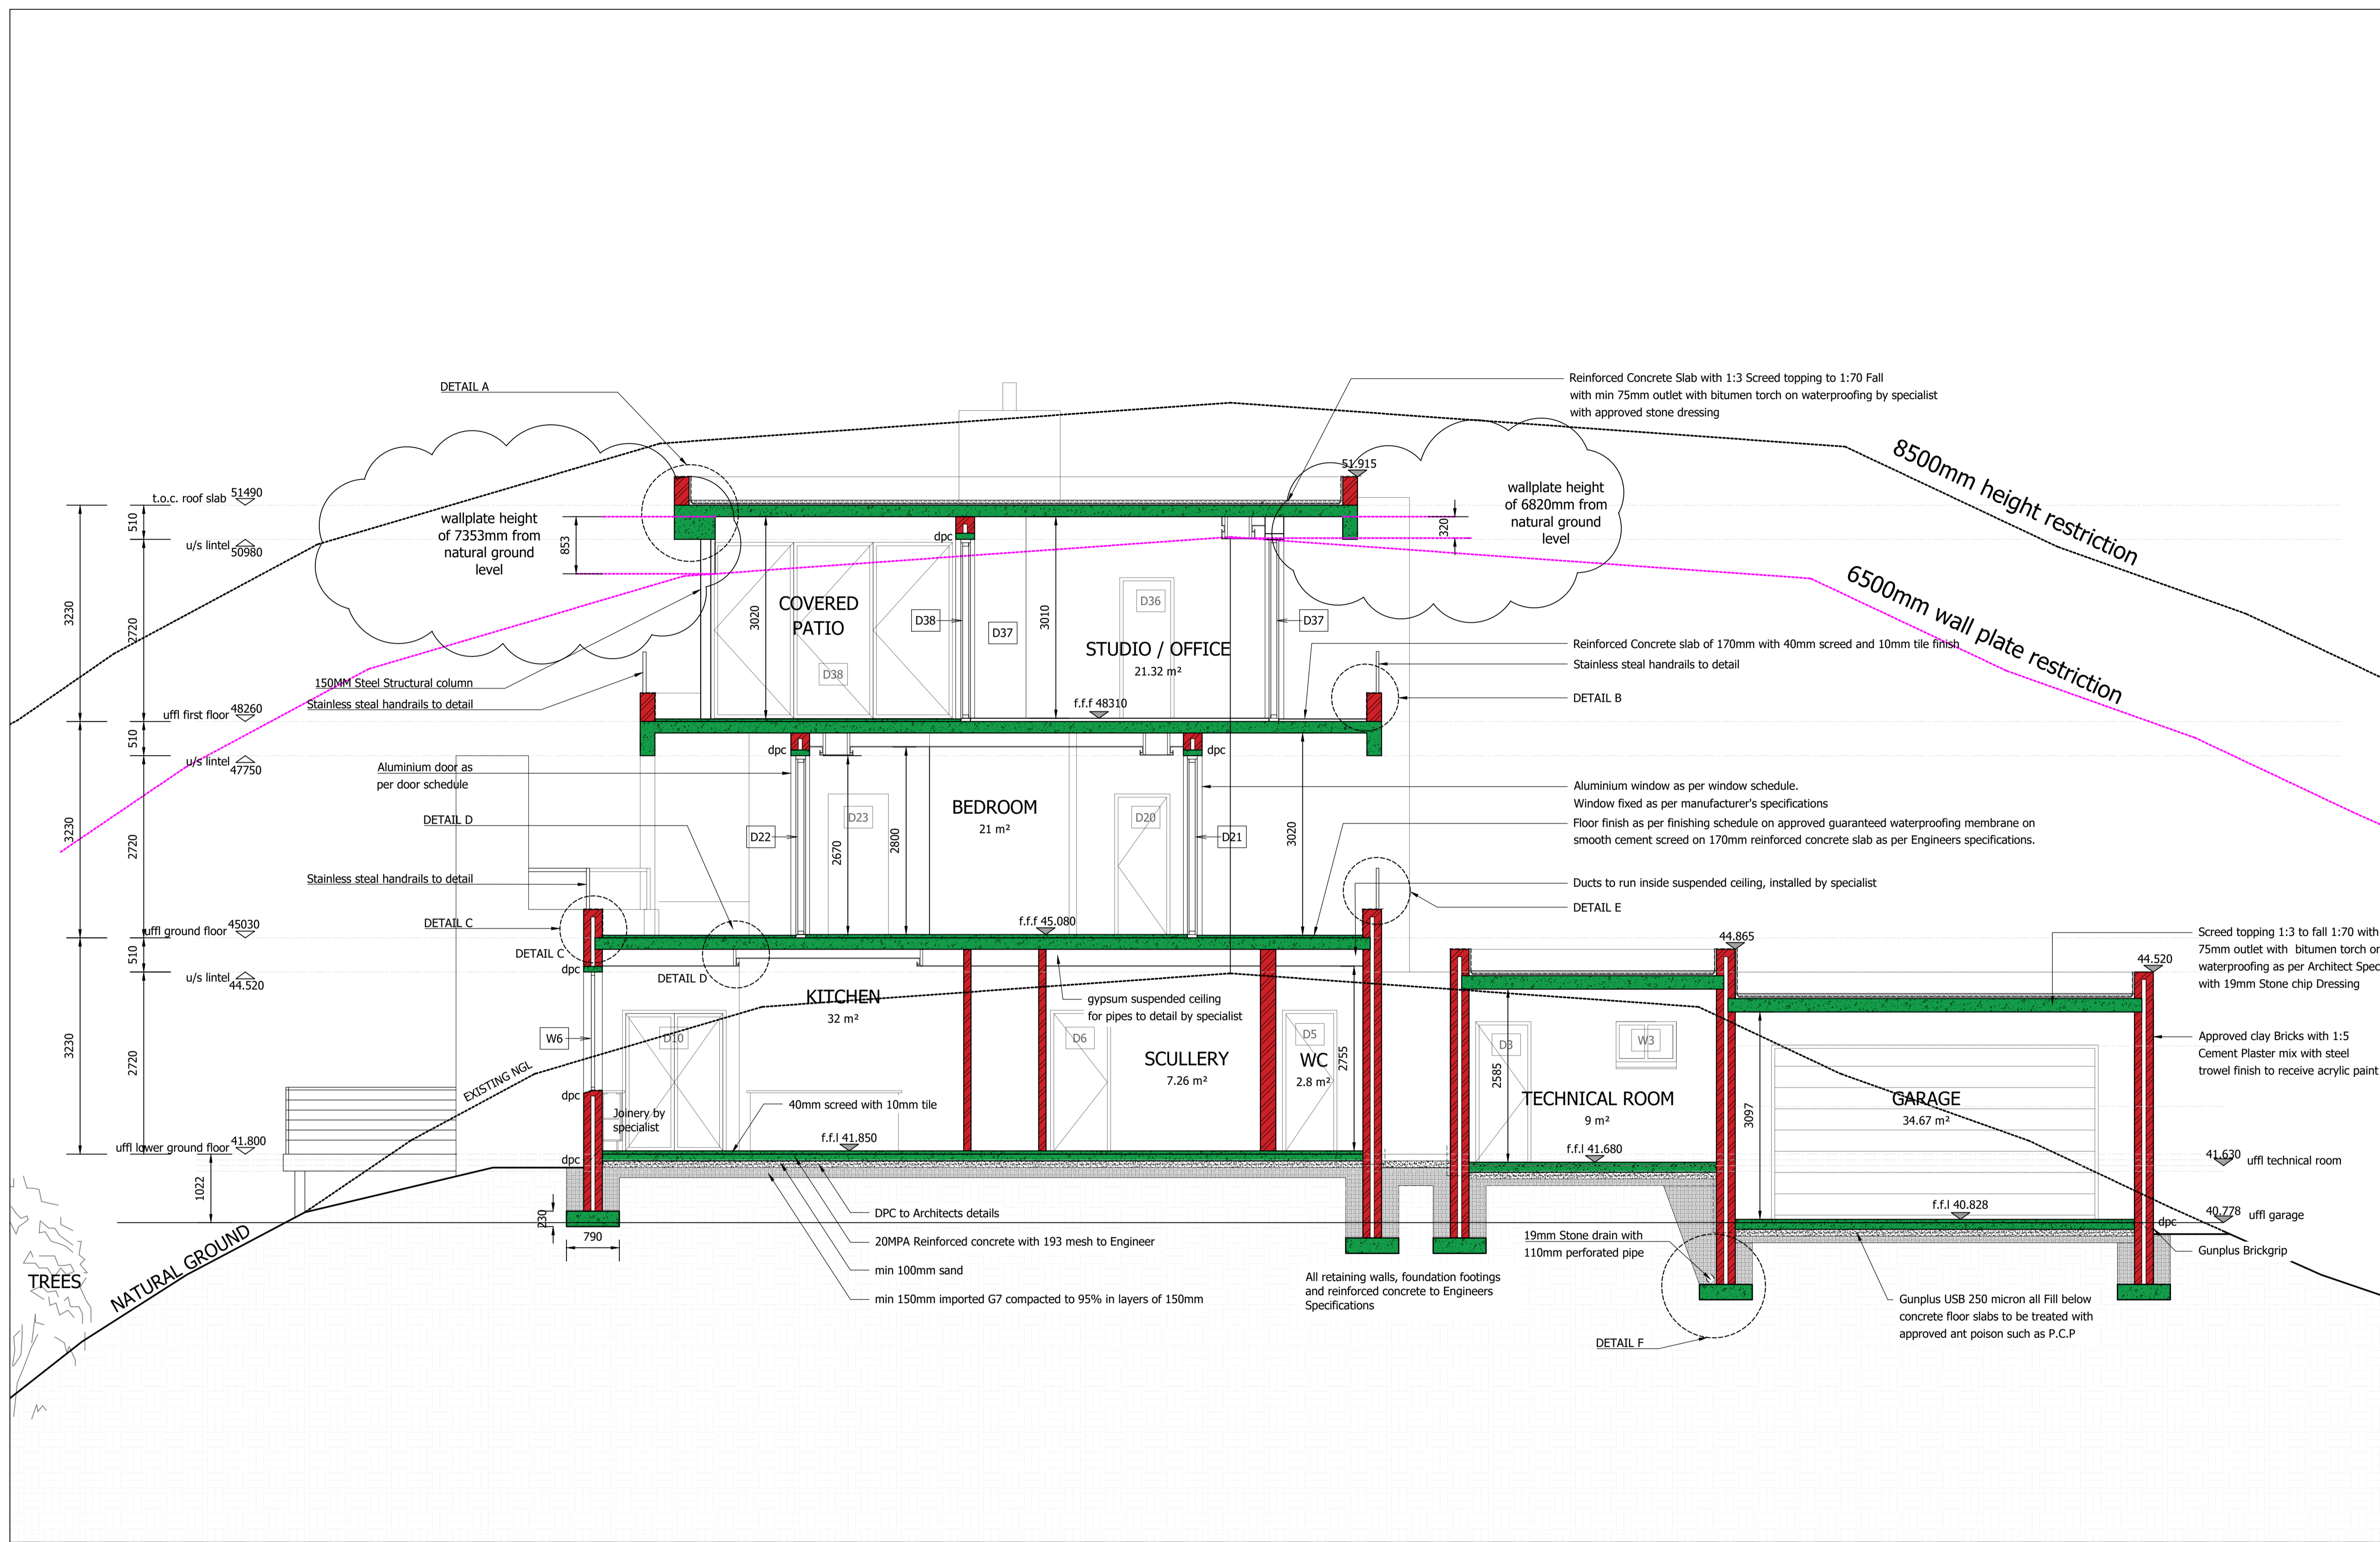 DETAIL A
Reinforced Concrete Slab with 1:3 Screed topping to 1:70 Fall
with min 75mm outlet with bitumen torch on waterproofing by specialist
with approved stone dressing
8500mm height restriction
51.915
t.o.c. roof slab 51490
wallplate height
of 7353mm from
natural ground
level
wallplate height
of 6820mm from
natural ground
level
510
853
320
dpc
u/s lintel 50980
6500mm wall plate restriction
3230
2720
3020
3010
COVERED
PATIO
D38
D37
D36
D37
D38
STUDIO / OFFICE
21.32 m²
Reinforced Concrete slab of 170mm with 40mm screed and 10mm tile finish
Stainless steal handrails to detail
DETAIL B
150MM Steel Structural column
Stainless steal handrails to detail
uffl first floor 48260
f.f.f 48310
510
dpc
dpc
u/s lintel 47750
Aluminium door as
per door schedule
Aluminium window as per window schedule.
Window fixed as per manufacturer's specifications
Floor finish as per finishing schedule on approved guaranteed waterproofing membrane on
smooth cement screed on 170mm reinforced concrete slab as per Engineers specifications.
BEDROOM
21 m²
D22
D23
D20
D21
3230
2720
2670
2800
3020
DETAIL D
Stainless steal handrails to detail
Ducts to run inside suspended ceiling, installed by specialist
DETAIL E
DETAIL C
uffl ground floor 45030
f.f.f 45.080
44.865
Screed topping 1:3 to fall 1:70 with
75mm outlet with bitumen torch on
waterproofing as per Architect Spec
with 19mm Stone chip Dressing
510
DETAIL C
dpc
DETAIL D
44.520
u/s lintel 44.520
KITCHEN
32 m²
gypsum suspended ceiling
for pipes to detail by specialist
W6
D10
D6
D5
D3
W3
Approved clay Bricks with 1:5
Cement Plaster mix with steel
trowel finish to receive acrylic paint
SCULLERY
7.26 m²
WC
2.8 m²
3230
2720
2755
2585
3097
EXISTING NGL
dpc
Joinery by
specialist
40mm screed with 10mm tile
TECHNICAL ROOM
9 m²
GARAGE
34.67 m²
uffl lower ground floor 41.800
f.f.l 41.850
f.f.l 41.680
41.630 uffl technical room
dpc
1022
230
790
DPC to Architects details
f.f.l 40.828
40.778 uffl garage
dpc
20MPA Reinforced concrete with 193 mesh to Engineer
19mm Stone drain with
110mm perforated pipe
Gunplus Brickgrip
min 100mm sand
min 150mm imported G7 compacted to 95% in layers of 150mm
All retaining walls, foundation footings
and reinforced concrete to Engineers
Specifications
TREES
NATURAL GROUND
Gunplus USB 250 micron all Fill below
concrete floor slabs to be treated with
approved ant poison such as P.C.P
DETAIL F